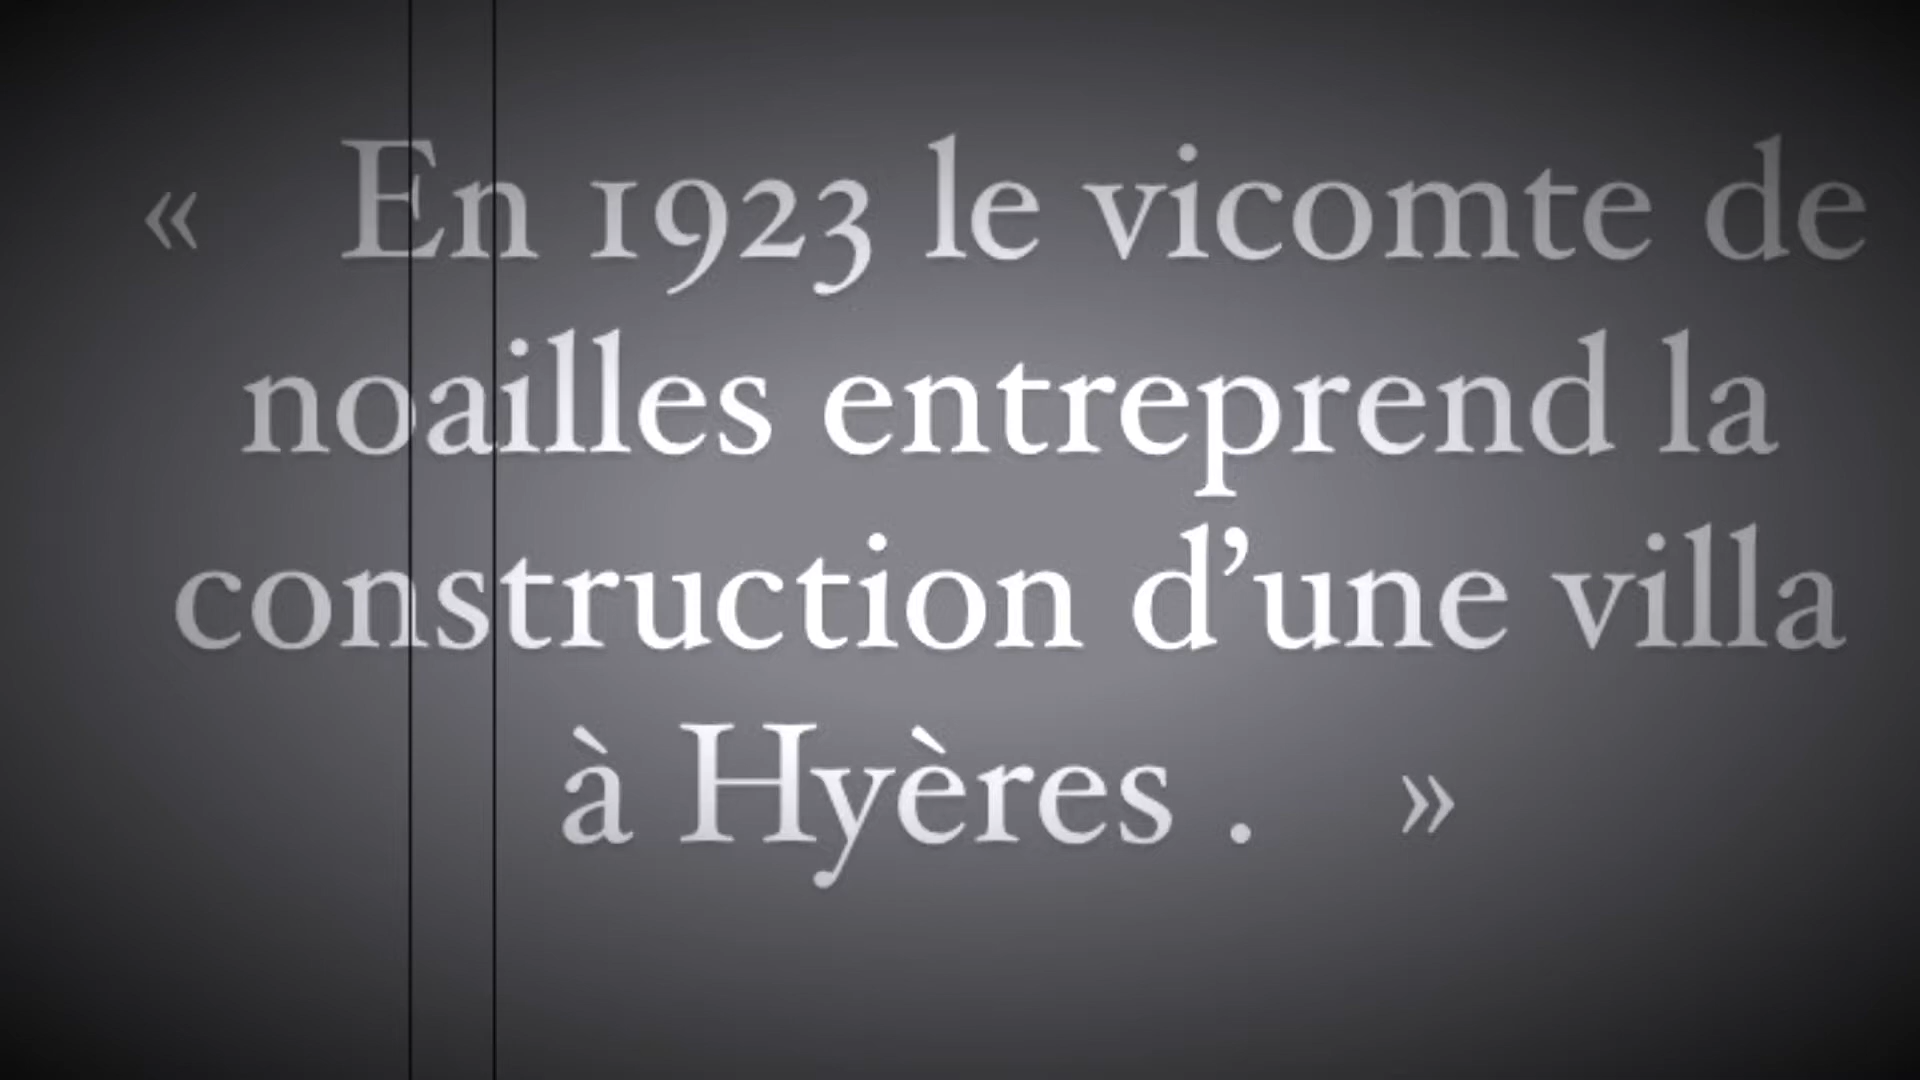 « En 1923 le vicomte de
noailles entreprend la
construction d’une villa
à Hyères . »